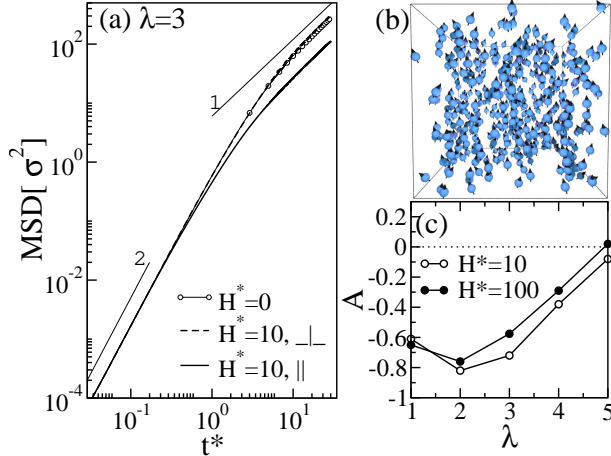 (a) λ=3
MSD[ σ²]
10²
10⁰
10⁻²
10⁻⁴
1
2
H*=0
H*=10, _|_
H*=10, ||
10⁻¹
10⁰
10¹
t*
(b)
(c)
A
0.2
0
-0.2
-0.4
-0.6
-0.8
-1
H*=10
H*=100
1
2
3
4
5
λ